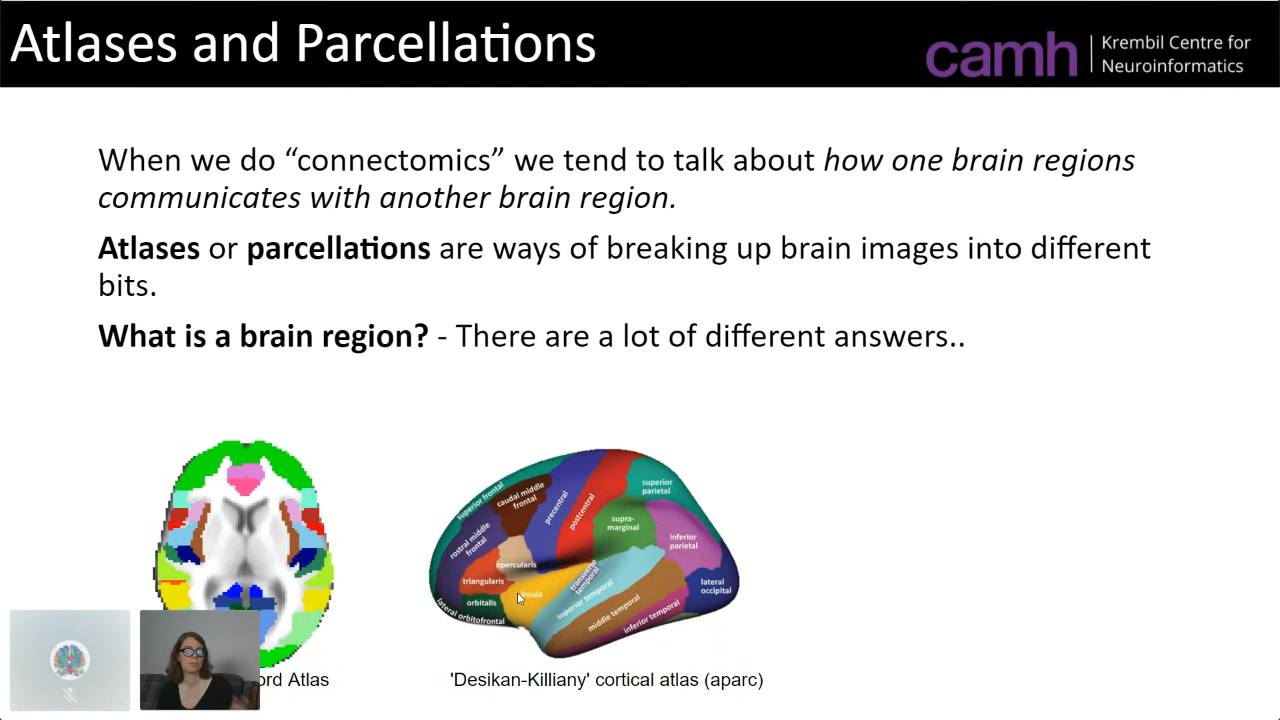 Atlases and Parcellations
camh
Krembil Centre for
Neuroinformatics
When we do “connectomics” we tend to talk about how one brain regions
communicates with another brain region.
Atlases or parcellations are ways of breaking up brain images into different
bits.
What is a brain region? - There are a lot of different answers..
superior frontal
caudal middle
frontal
precentral
postcentral
superior
parietal
supra-
marginal
rostral middle
frontal
inferior
parietal
opercularis
triangularis
transverse
temporal
lateral
occipital
insula
superior temporal
orbitalis
middle temporal
lateral orbitofrontal
inferior temporal
Atlas
'Desikan-Killiany' cortical atlas (aparc)